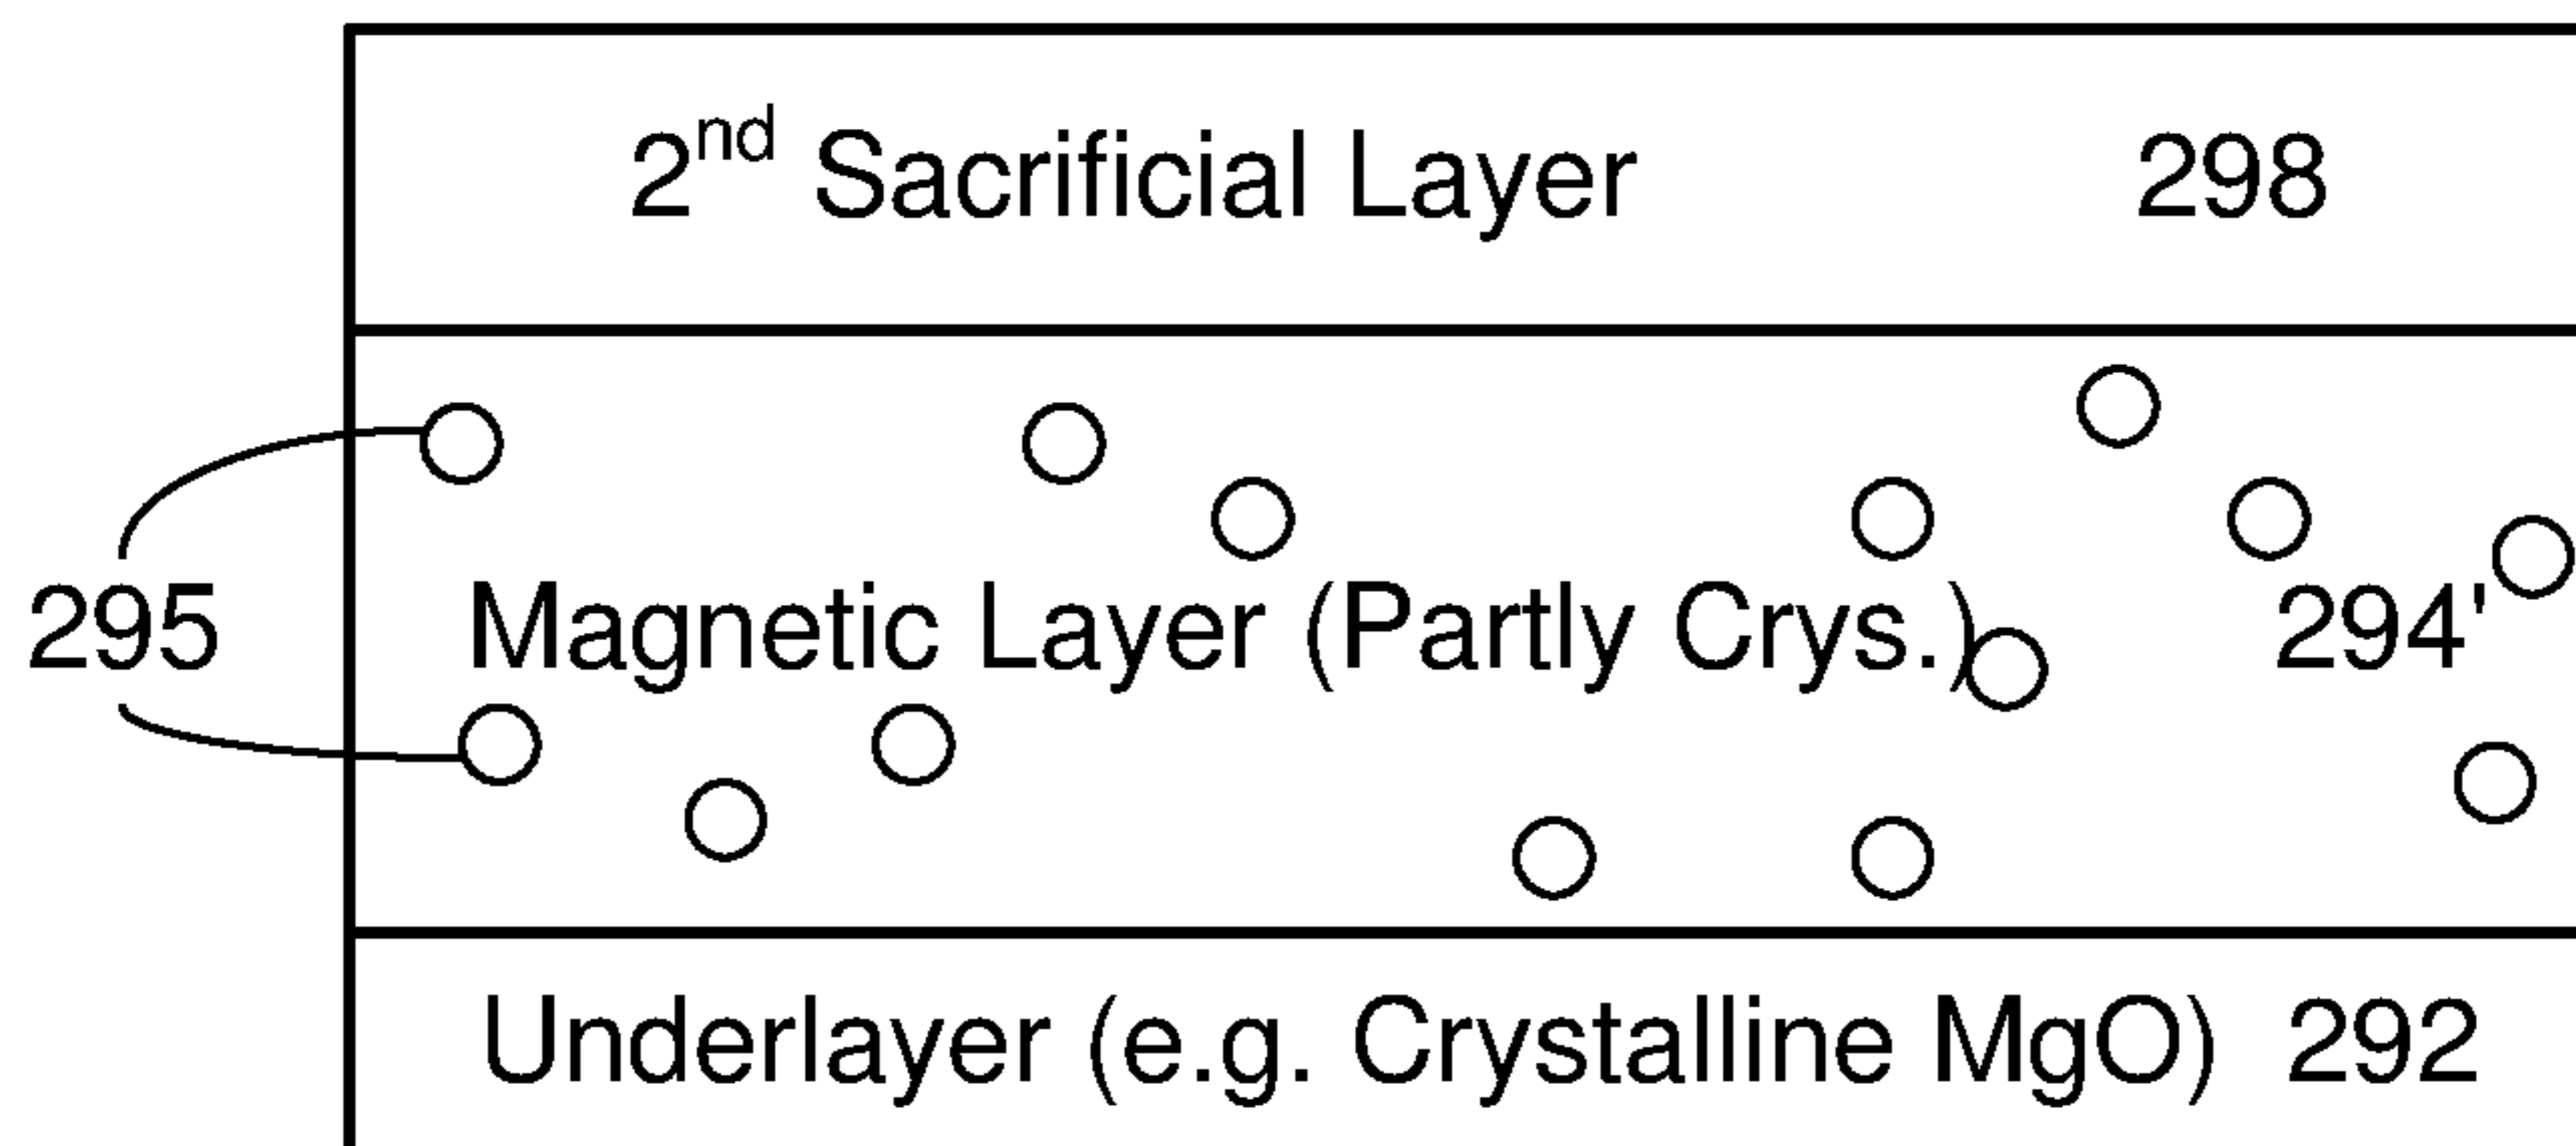 2nd Sacrificial Layer 298
295 Magnetic Layer (Partly Crys.) 294'
Underlayer (e.g. Crystalline MgO) 292